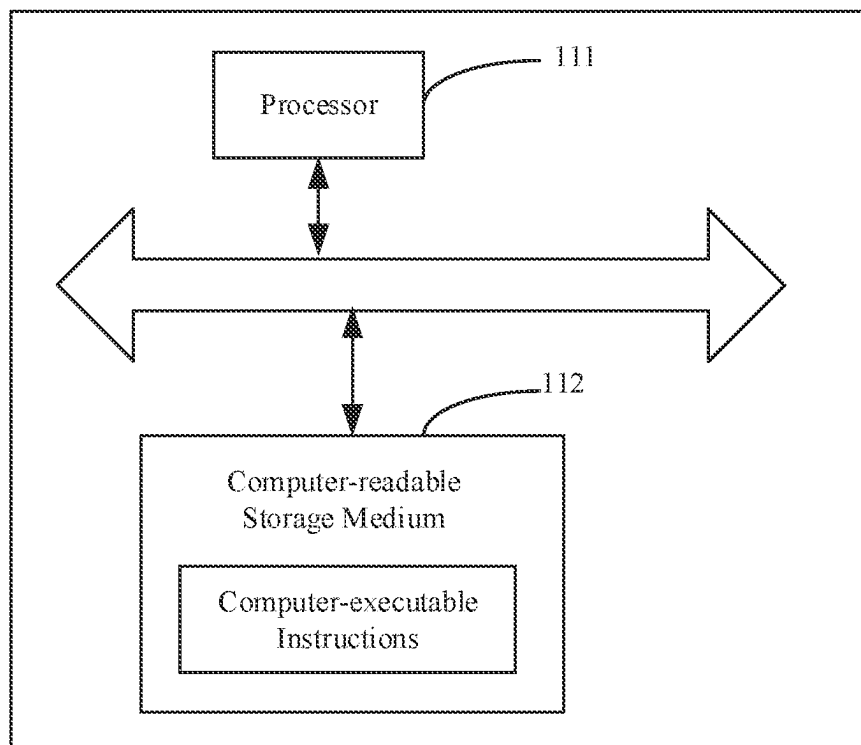 111
Processor
112
Computer-readable
Storage Medium
Computer-executable
Instructions